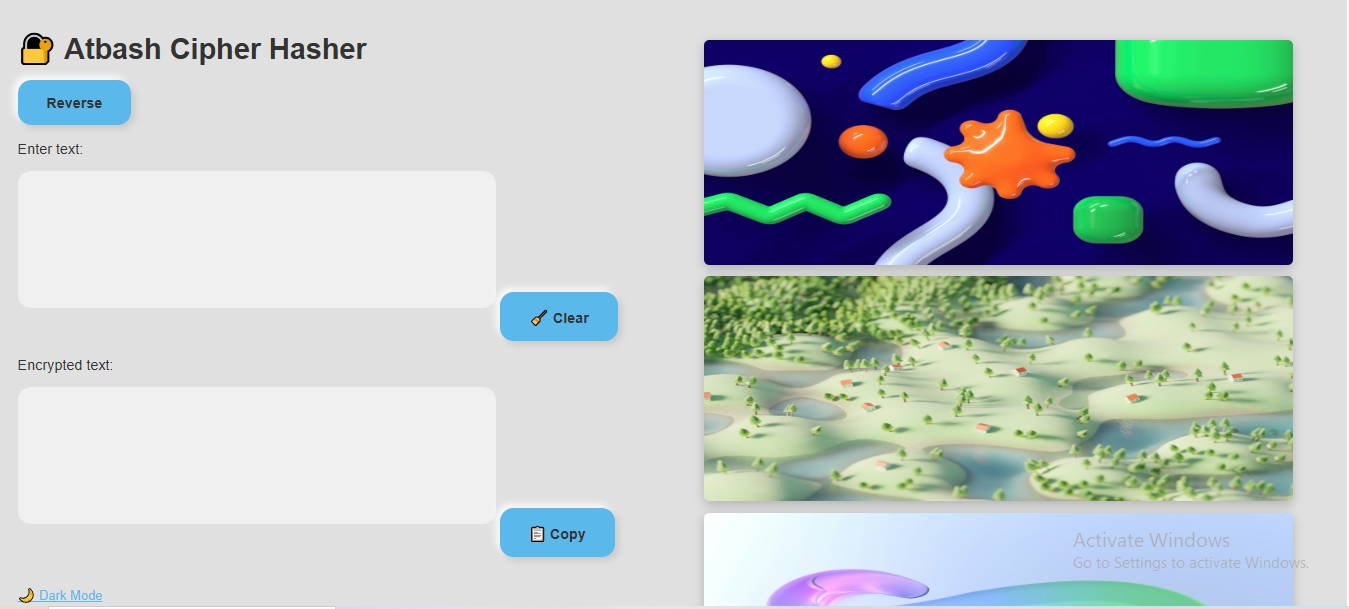 Atbash Cipher Hasher
Reverse
Enter text:
Clear
Encrypted text:
Copy
Dark Mode
Activate Windows
Go to Settings to activate Windows.